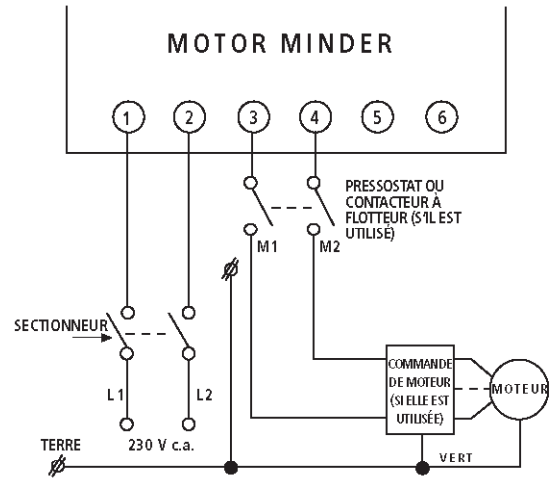 MOTOR MINDER
1 2 3 4 5 6
PRESSOSTAT OU
CONTACTEUR À
FLOTTEUR (S'IL EST
UTILISÉ)
M1 M2
SECTIONNEUR
L1 L2
COMMANDE
DE MOTEUR
(SI ELLE EST
UTILISÉE)
MOTEUR
TERRE 230 V c.a.
VERT